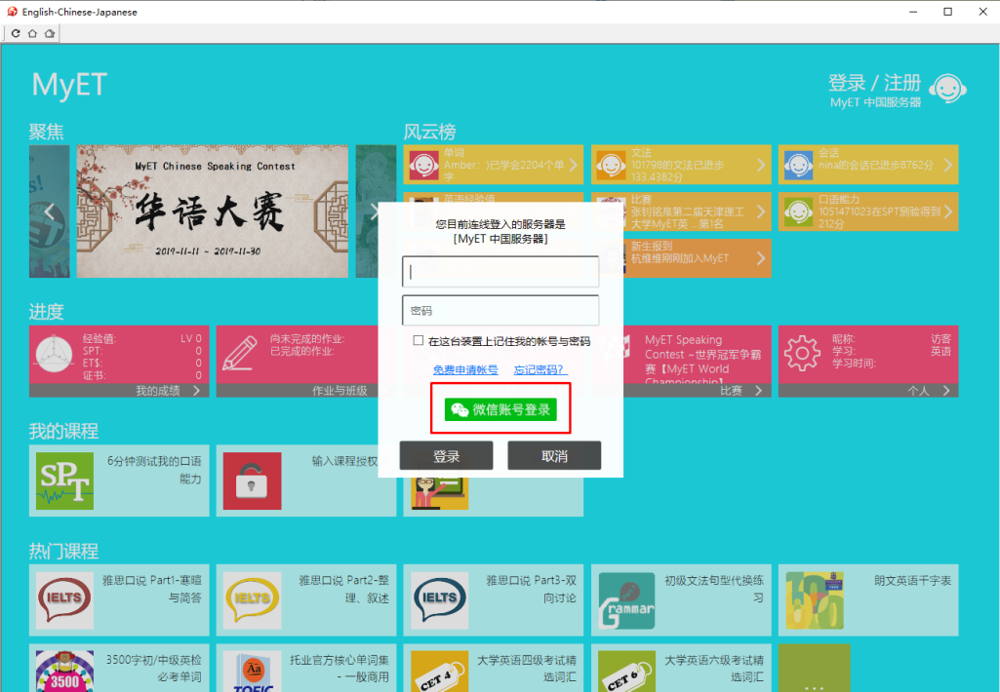 English-Chinese-Japanese
MyET
登录 / 注册
MyET 中国服务器
聚焦
MyET Chinese Speaking Contest
华语大赛
2019-11-11 - 2019-11-30
风云榜
单词
Amber: )已学会2204个单
字
文法
101798的文法已进步
133.4382分
会话
nina的会话已进步8762分
英语经验值
比赛
张钊铭是第二届天津理工
大学MyET英 ...第1名
口语能力
1051471023在SPT测验得到
212分
新生报到
杭维维刚刚加入MyET
您目前连线登入的服务器是
[MyET 中国服务器]
密码
在这台装置上记住我的帐号与密码
免费申请帐号
忘记密码?
微信账号登录
登录
取消
进度
经验值:
LV 0
SPT:
0
ET$:
0
证书:
0
我的成绩
尚未完成的作业:
已完成的作业:
作业与班级
MyET Speaking
Contest ~世界冠军争霸
赛【MyET World
Championship】
比赛
昵称:
访客
学习:
英语
学习时间:
个人
我的课程
SPT
6分钟测试我的口语
能力
输入课程授权
热门课程
IELTS
雅思口说 Part1-寒暄
与简答
IELTS
雅思口说 Part2-整
理、叙述
IELTS
雅思口说 Part3-双
向讨论
Grammar
初级文法句型代换练
习
朗文英语千字表
3500
3500字初/中级英检
必考单词
Aa
TOEIC
托业官方核心单词集
- 一般商用
CET 4
大学英语四级考试精
选词汇
CET 6
大学英语六级考试精
选词汇
...